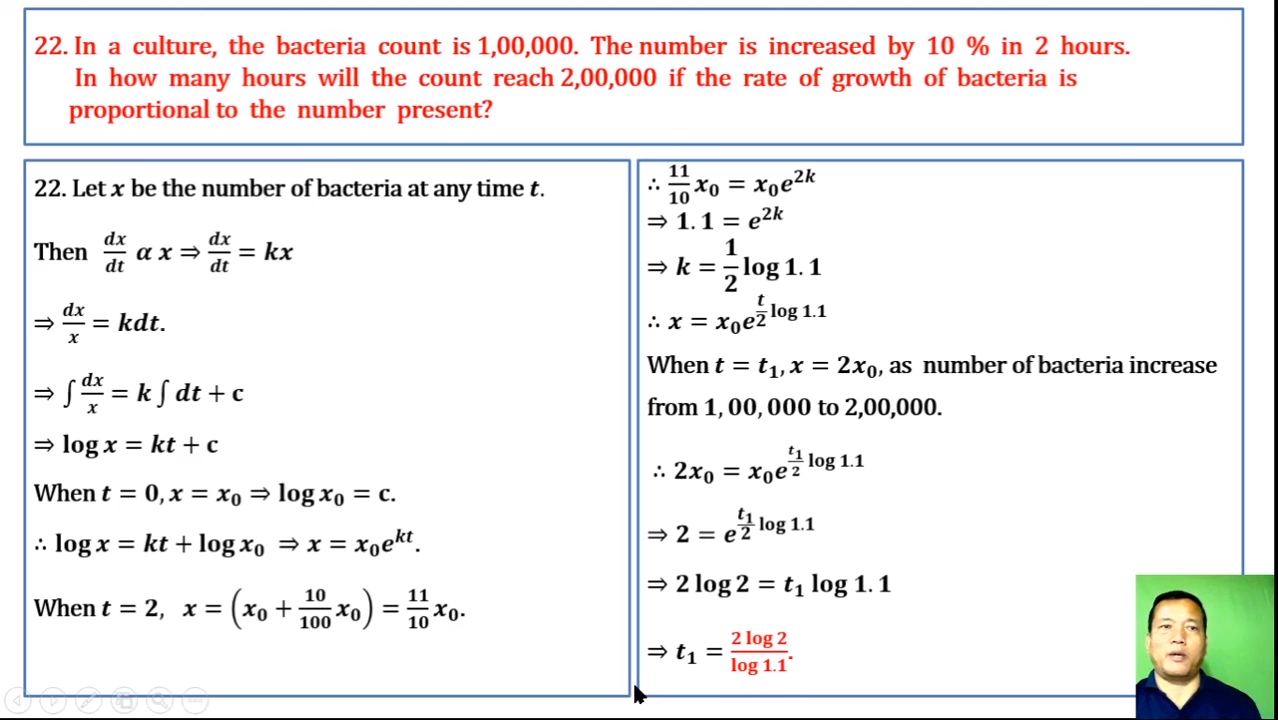 22. In a culture, the bacteria count is 1,00,000. The number is increased by 10 % in 2 hours.
In how many hours will the count reach 2,00,000 if the rate of growth of bacteria is
proportional to the number present?
22. Let x be the number of bacteria at any time t.
Then dx/dt α x ⇒ dx/dt = kx
⇒ dx/x = kdt.
⇒ ∫ dx/x = k ∫ dt + c
⇒ log x = kt + c
When t = 0, x = x₀ ⇒ log x₀ = c.
∴ log x = kt + log x₀ ⇒ x = x₀e^{kt}.
When t = 2, x = (x₀ + 10/100 x₀) = 11/10 x₀.
∴ 11/10 x₀ = x₀e^{2k}
⇒ 1.1 = e^{2k}
⇒ k = 1/2 log 1.1
∴ x = x₀e^{t/2 log 1.1}
When t = t₁, x = 2x₀, as number of bacteria increase
from 1,00,000 to 2,00,000.
∴ 2x₀ = x₀e^{t₁/2 log 1.1}
⇒ 2 = e^{t₁/2 log 1.1}
⇒ 2 log 2 = t₁ log 1.1
⇒ t₁ = 2 log 2/log 1.1.